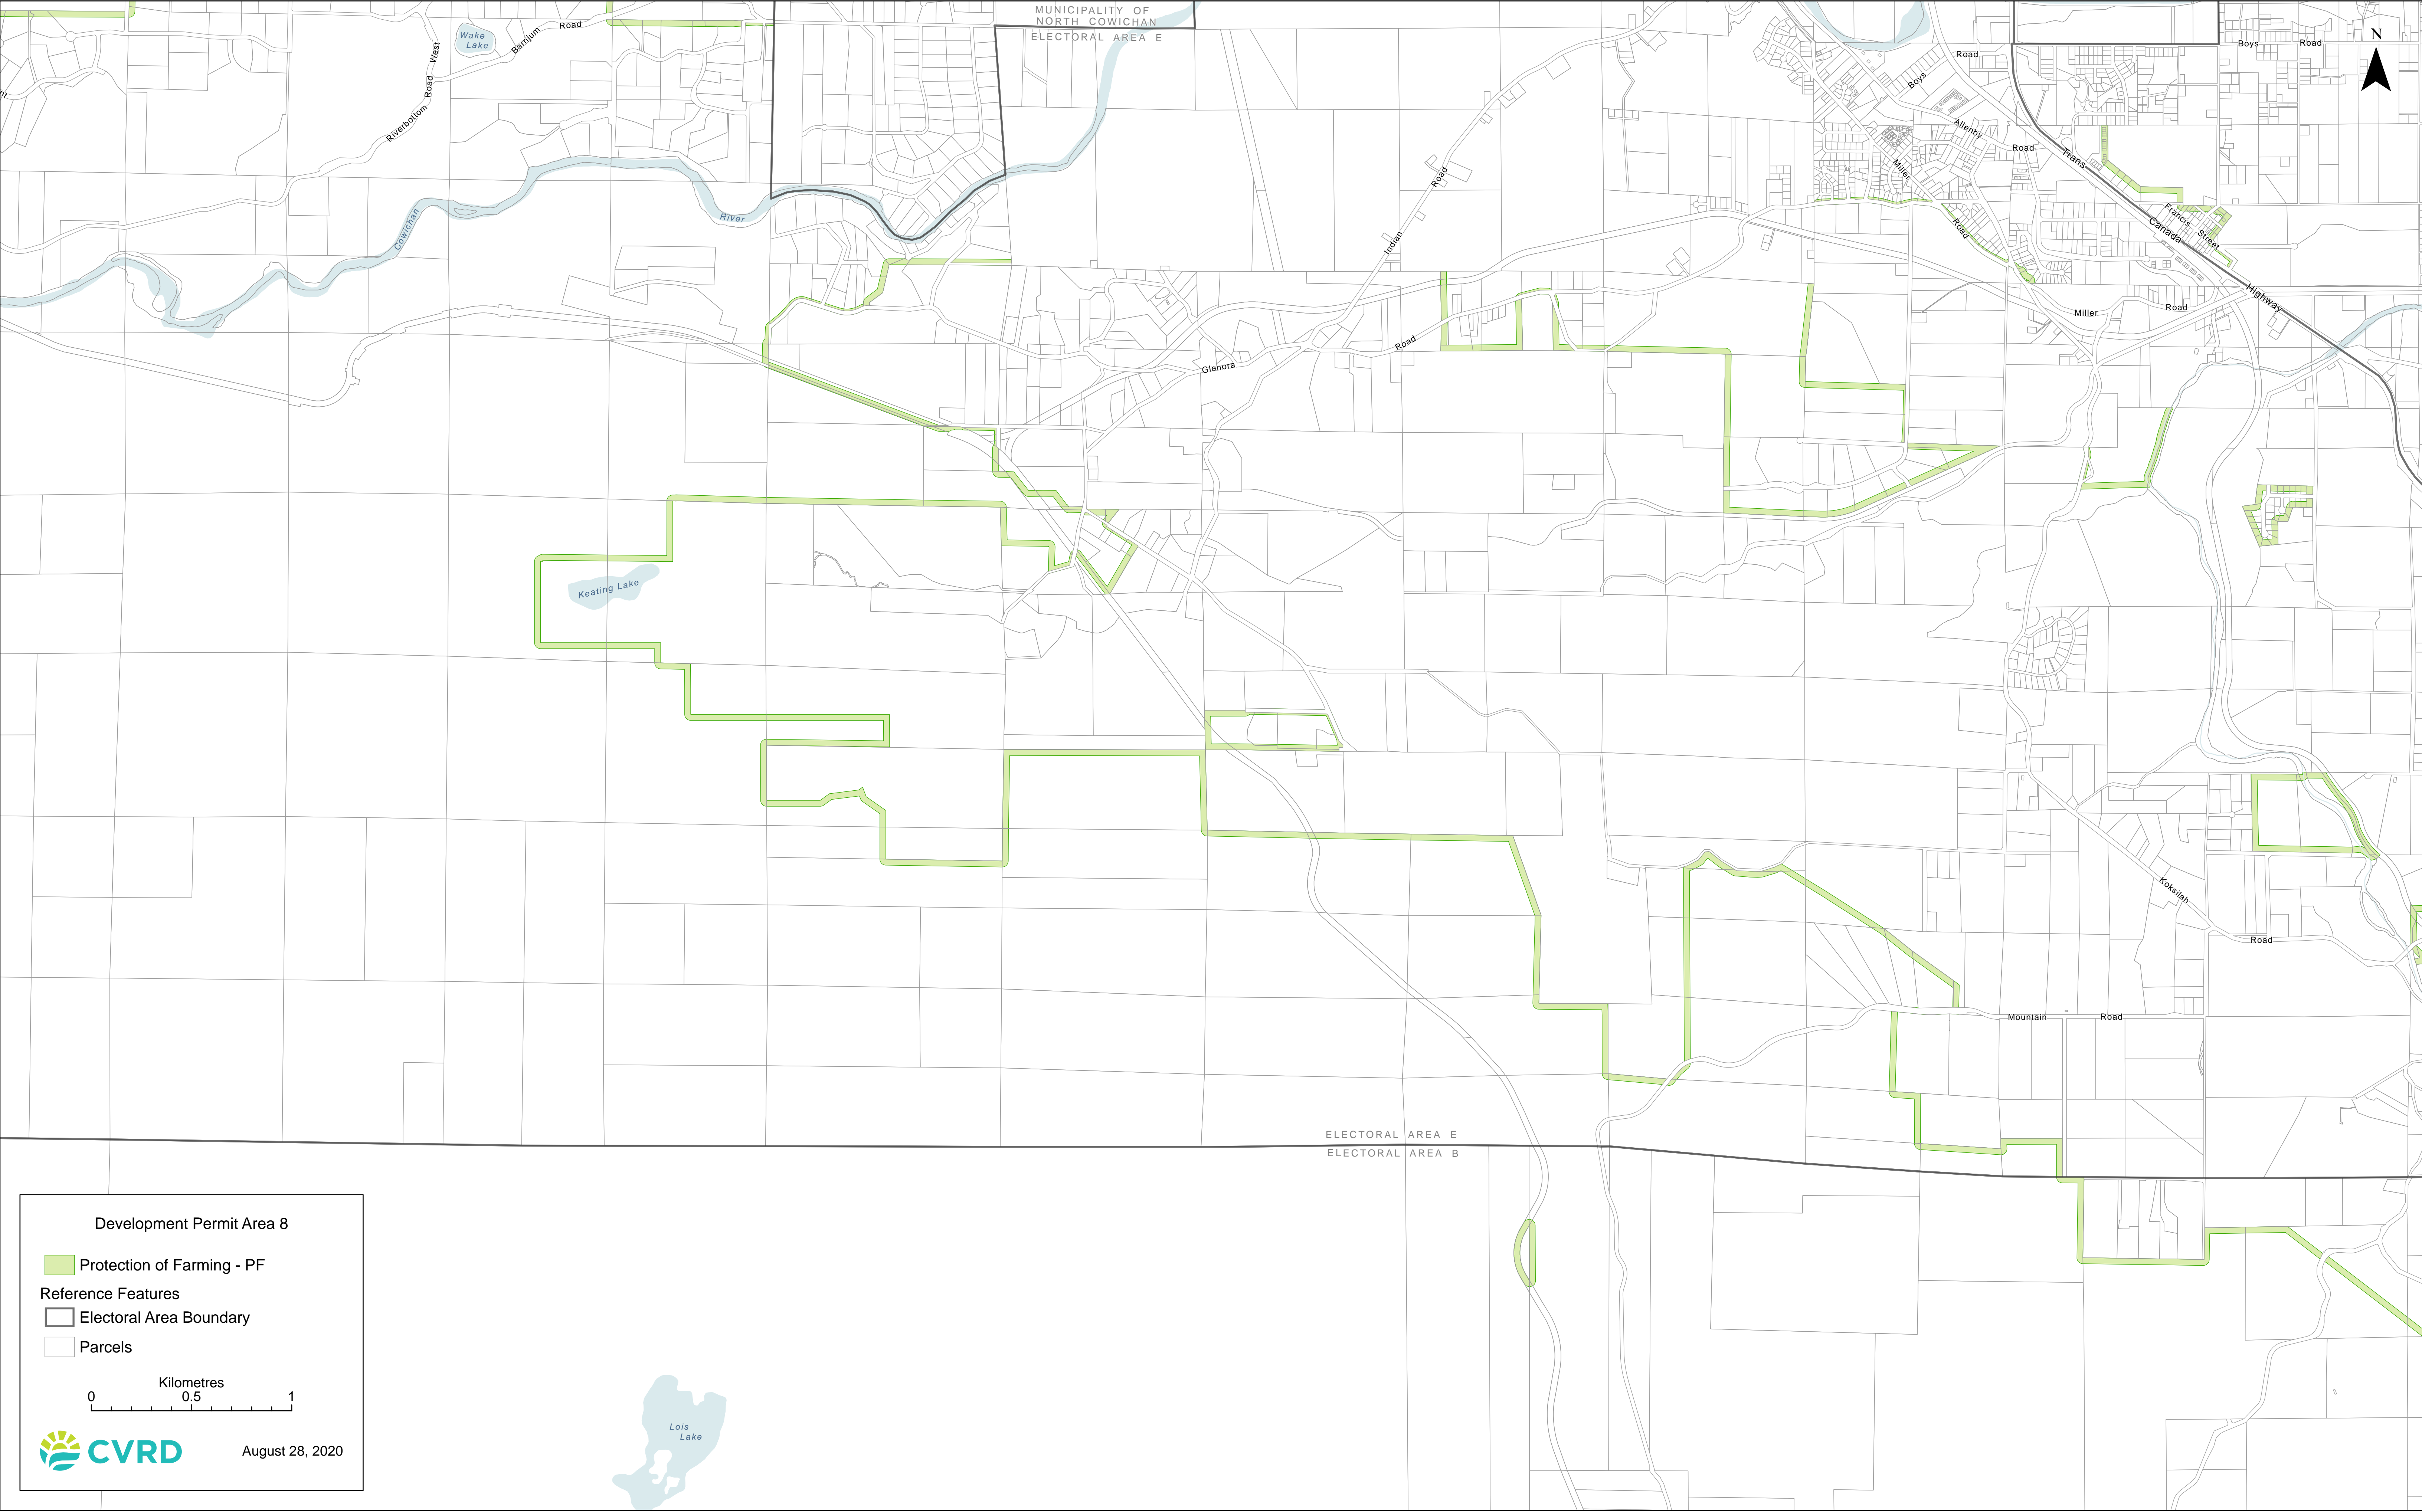 MUNICIPALITY OF
NORTH COWICHAN
ELECTORAL AREA E
Wake
Lake
Barnjum
Road
West
Road
Riverbottom
Cowichan
River
Indian
Road
Glenora
Road
Boys
Road
Boys
Road
N
Allenby
Road
Trans
Canada
Highway
Miller
Road
Francis
Street
Miller
Road
Keating Lake
Koksilah
Road
Mountain
Road
ELECTORAL AREA E
ELECTORAL AREA B
Lois
Lake
Development Permit Area 8
Protection of Farming - PF
Reference Features
Electoral Area Boundary
Parcels
Kilometres
0 0.5 1
CVRD
August 28, 2020